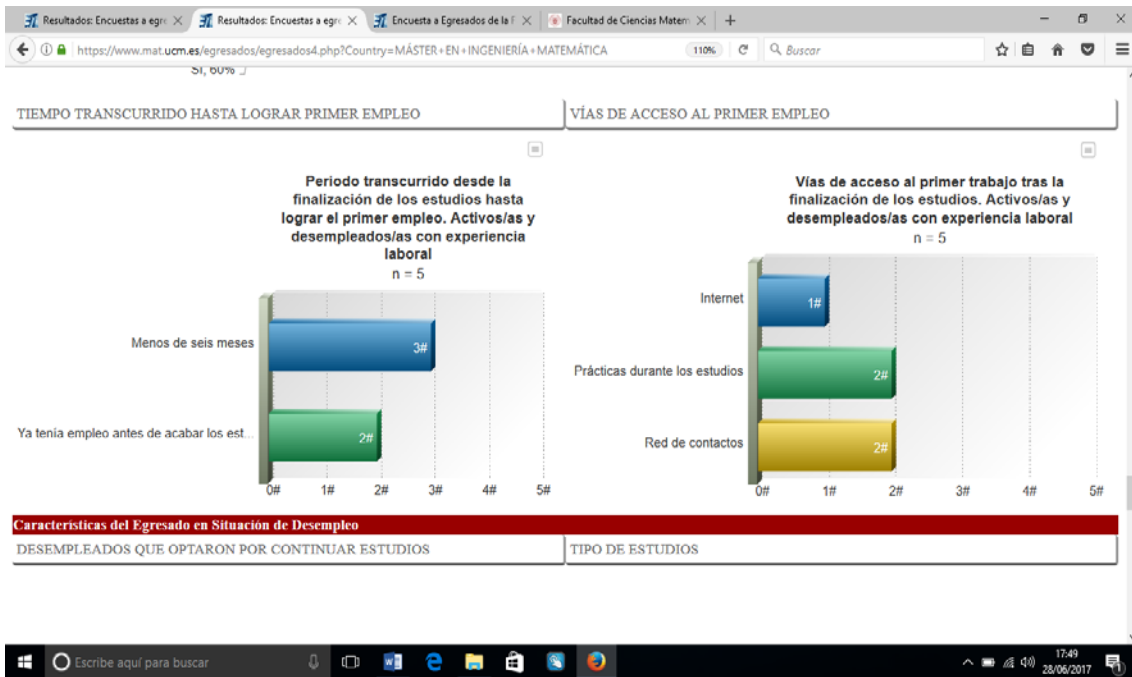 Resultados: Encuestas a egre
Resultados: Encuestas a egre
Encuesta a Egresados de la F
Facultad de Ciencias Matem
https://www.mat.ucm.es/egresados/egresados4.php?Country=MÁSTER+EN+INGENIERÍA+MATEMÁTICA
110%
Buscar
SI, 60%
TIEMPO TRANSCURRIDO HASTA LOGRAR PRIMER EMPLEO
Periodo transcurrido desde la
finalización de los estudios hasta
lograr el primer empleo. Activos/as y
desempleados/as con experiencia
laboral
n = 5
Menos de seis meses
3#
Ya tenia empleo antes de acabar los est...
2#
0# 1# 2# 3# 4# 5#
VÍAS DE ACCESO AL PRIMER EMPLEO
Vías de acceso al primer trabajo tras la
finalización de los estudios. Activos/as y
desempleados/as con experiencia laboral
n = 5
Internet
1#
Prácticas durante los estudios
2#
Red de contactos
2#
0# 1# 2# 3# 4# 5#
Características del Egresado en Situación de Desempleo
DESEMPLEADOS QUE OPTARON POR CONTINUAR ESTUDIOS
TIPO DE ESTUDIOS
Escribe aquí para buscar
17:49
28/06/2017